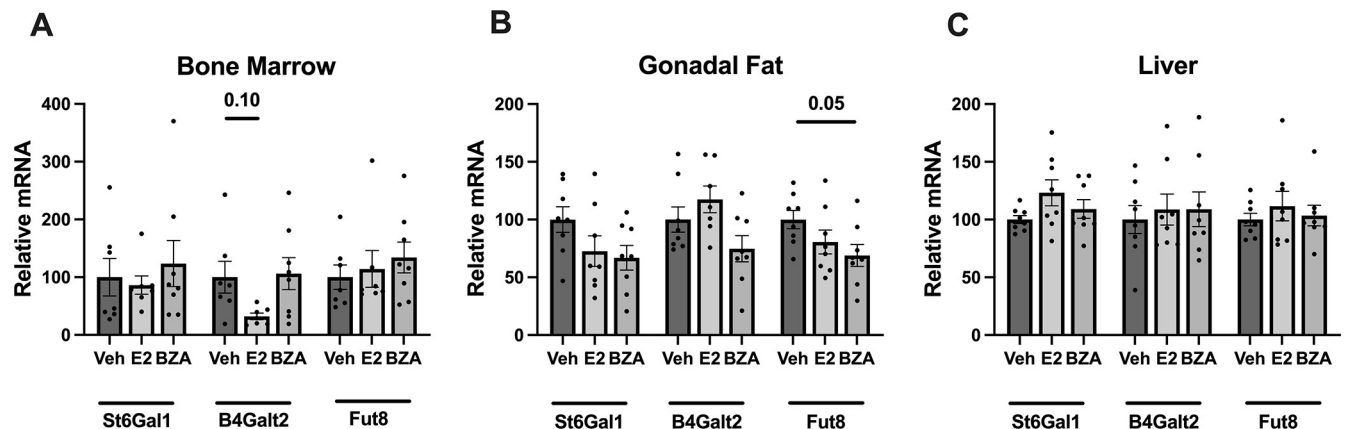 A
Bone Marrow
Relative mRNA
400
300
200
100
0
0.10
Veh E2 BZA Veh E2 BZA Veh E2 BZA
St6Gal1 B4Galt2 Fut8
B
Gonadal Fat
Relative mRNA
200
150
100
50
0
0.05
Veh E2 BZA Veh E2 BZA Veh E2 BZA
St6Gal1 B4Galt2 Fut8
C
Liver
Relative mRNA
200
150
100
50
0
Veh E2 BZA Veh E2 BZA Veh E2 BZA
St6Gal1 B4Galt2 Fut8